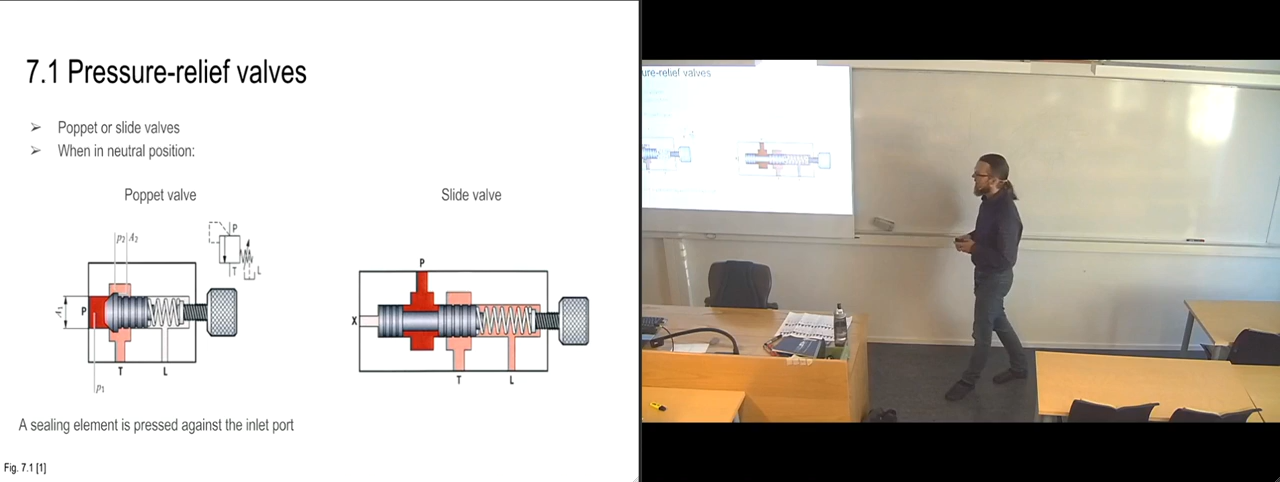 7.1 Pressure-relief valves
➢ Poppet or slide valves
➢ When in neutral position:
Poppet valve
Slide valve
P
T
L
p₂ A₂
A₁
P
T
L
p₁
P
X
T
L
A sealing element is pressed against the inlet port
Fig. 7.1 [1]
ure-relief valves